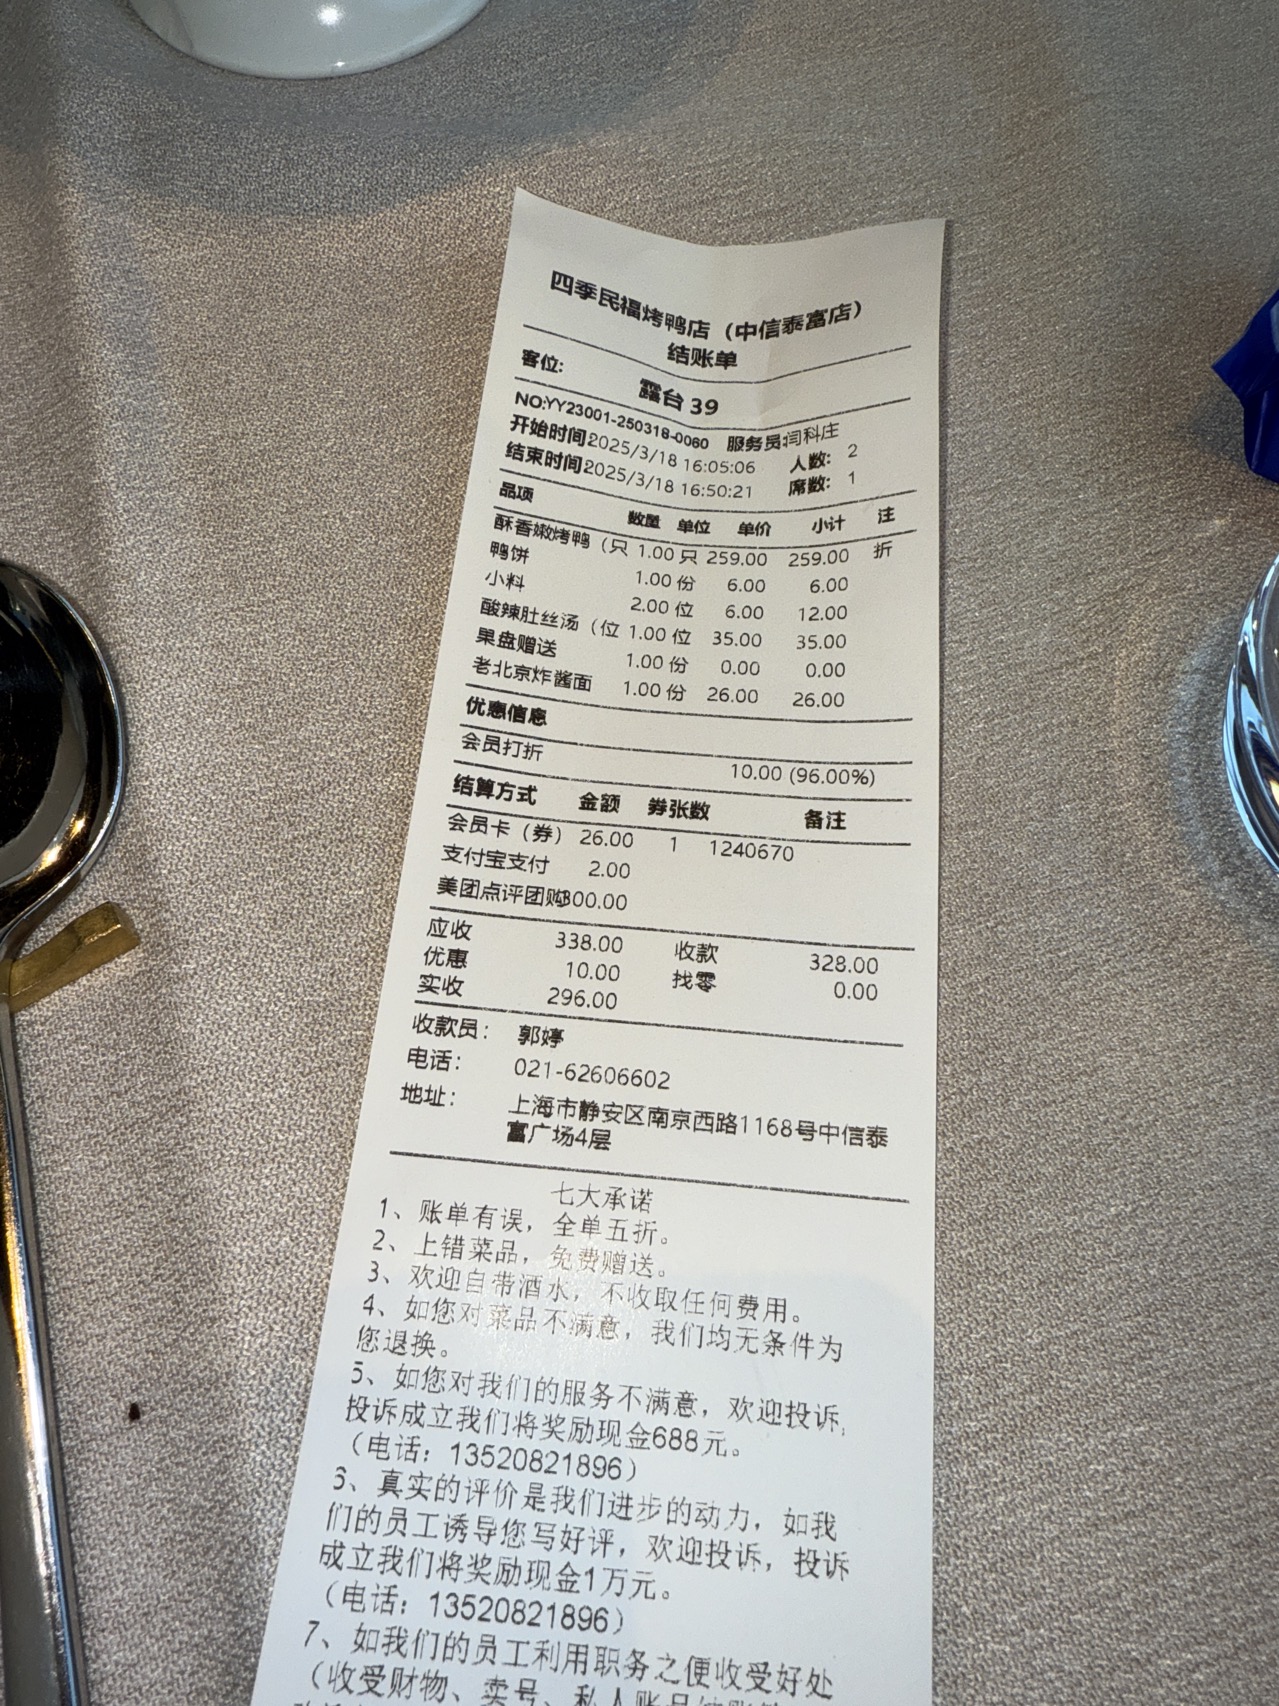 四季民福烤鸭店（中信泰富店）
结账单
客位: 露台 39
NO:YY23001-250318-0060 服务员:闫科庄
开始时间2025/3/18 16:05:06 人数: 2
结束时间2025/3/18 16:50:21 席数: 1
品项 数量 单位 单价 小计 注
酥香嫩烤鸭（只 1.00 只 259.00 259.00 折
鸭饼 1.00 份 6.00 6.00
小料 2.00 位 6.00 12.00
酸辣肚丝汤（位 1.00 位 35.00 35.00
果盘赠送 1.00 份 0.00 0.00
老北京炸酱面 1.00 份 26.00 26.00
优惠信息
会员打折 10.00 (96.00%)
结算方式 金额 券张数 备注
会员卡（券） 26.00 1 1240670
支付宝支付 2.00
美团点评团购300.00
应收 338.00 收款 328.00
优惠 10.00 找零 0.00
实收 296.00
收款员: 郭婷
电话: 021-62606602
地址: 上海市静安区南京西路1168号中信泰
富广场4层
七大承诺
1、账单有误，全单五折。
2、上错菜品，免费赠送。
3、欢迎自带酒水，不收取任何费用。
4、如您对菜品不满意，我们均无条件为
您退换。
5、如您对我们的服务不满意，欢迎投诉,
投诉成立我们将奖励现金688元。
（电话：13520821896）
6、真实的评价是我们进步的动力，如我
们的员工诱导您写好评，欢迎投诉，投诉
成立我们将奖励现金1万元。
（电话：13520821896）
7、如我们的员工利用职务之便收受好处
（收受财物、卖号、私人账号